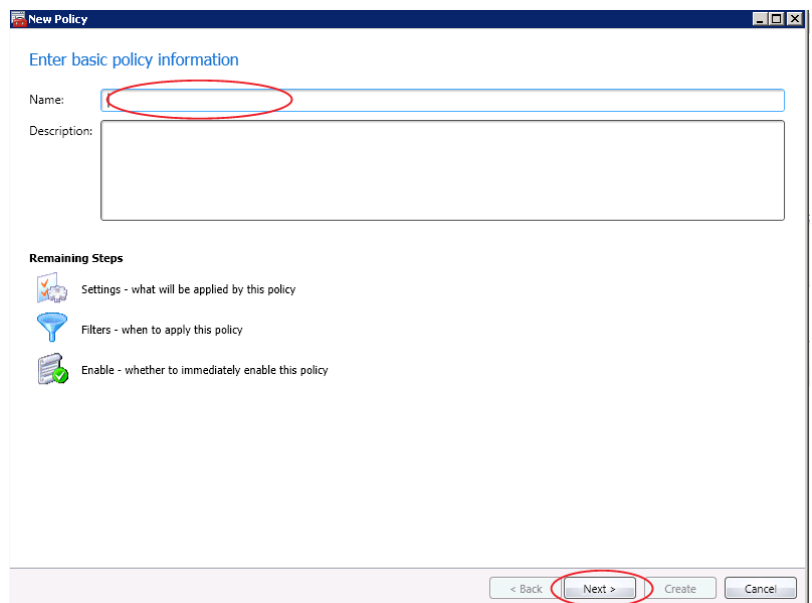 New Policy
Enter basic policy information
Name:
Description:
Remaining Steps
Settings - what will be applied by this policy
Filters - when to apply this policy
Enable - whether to immediately enable this policy
< Back Next > Create Cancel